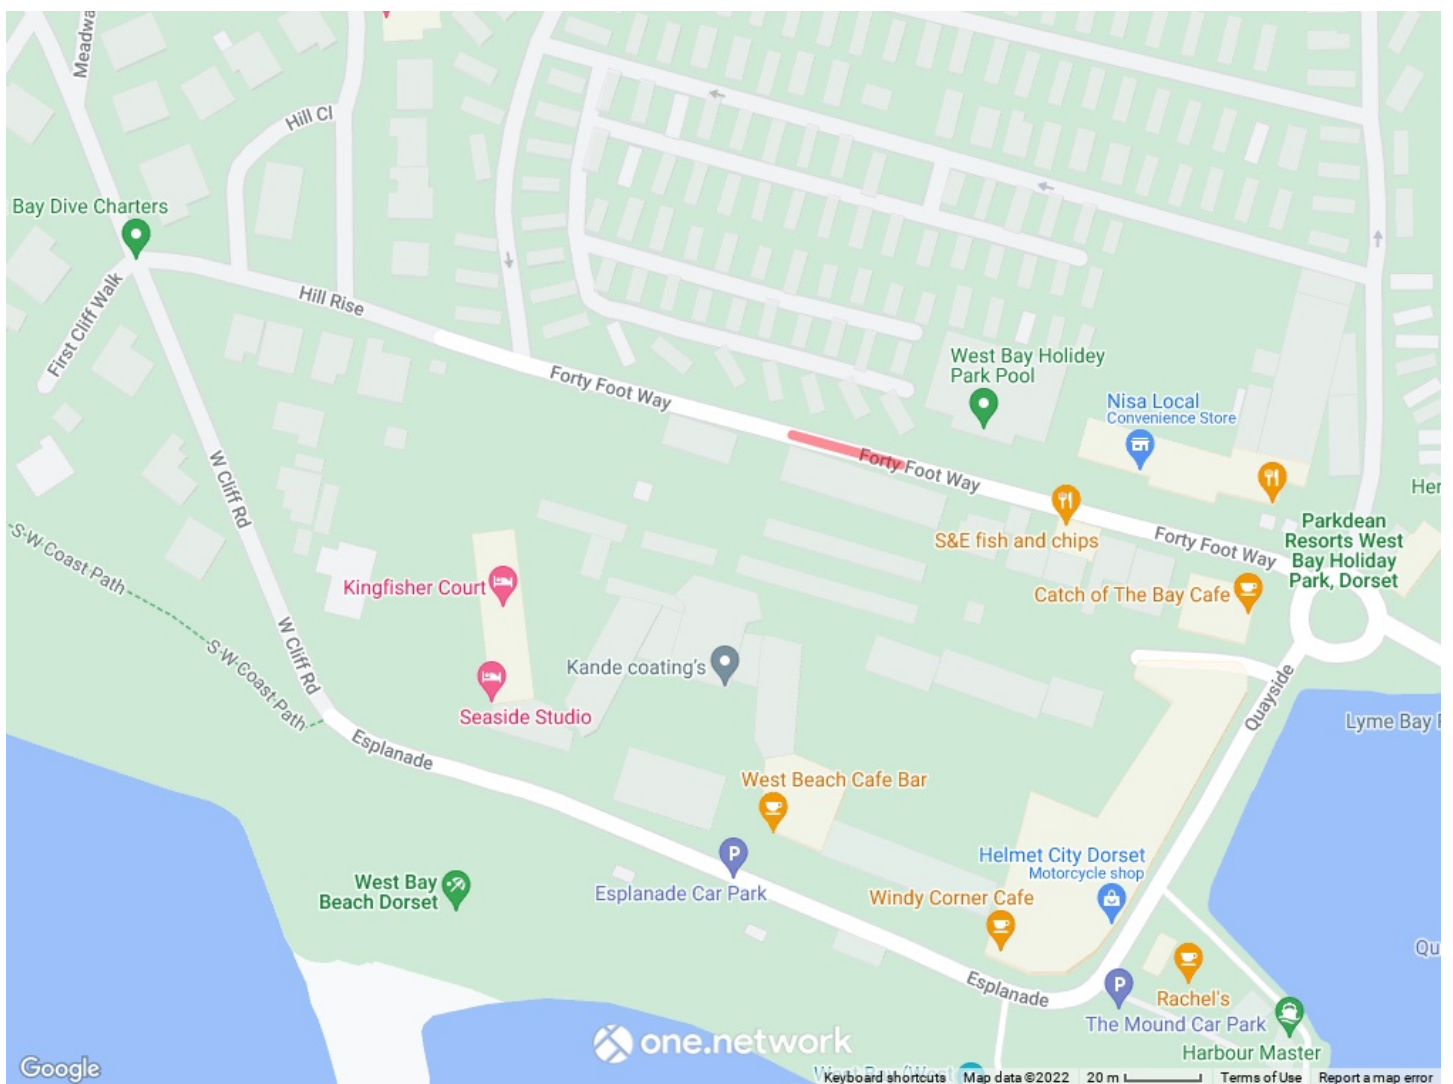 Meadwa
Hill Cl
Bay Dive Charters
First Cliff Walk
Hill Rise
Forty Foot Way
West Bay Holidey
Park Pool
Nisa Local
Convenience Store
Forty Foot Way
Her
W Cliff Rd
S W Coast Path
S&E fish and chips
Forty Foot Way
Parkdean
Resorts West
Bay Holiday
Park, Dorset
Kingfisher Court
Catch of The Bay Cafe
W Cliff Rd
S W Coast Path
Kande coating's
Seaside Studio
Quayside
Lyme Bay
Esplanade
West Beach Cafe Bar
P
Helmet City Dorset
Motorcycle shop
West Bay
Beach Dorset
Esplanade Car Park
Windy Corner Cafe
Qu
Esplanade
P
Rachel's
The Mound Car Park
Harbour Master
one.network
Google
West Bay (West
Keyboard shortcuts Map data ©2022 20 m Terms of Use Report a map error